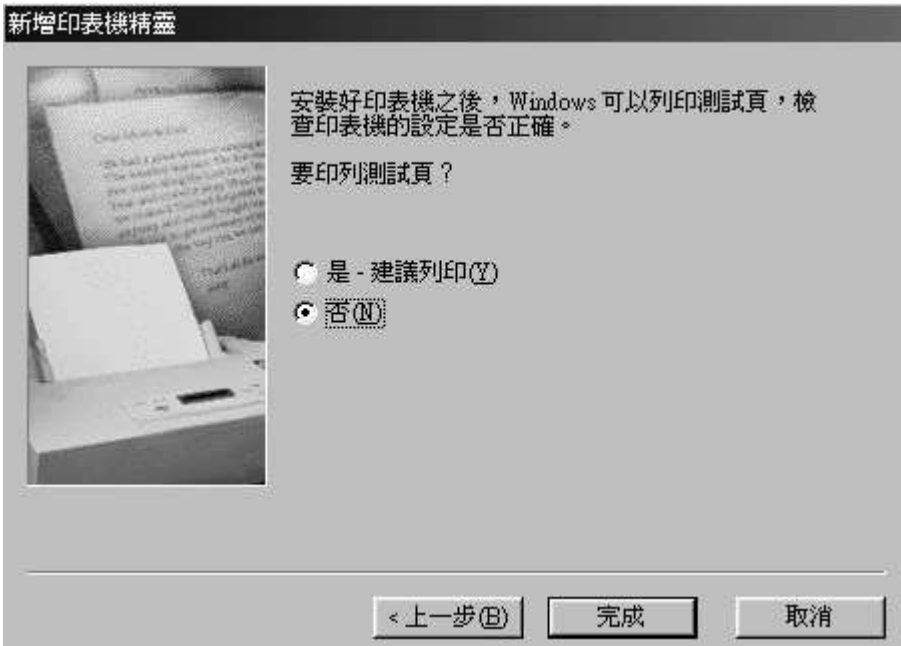 新增印表機精靈
安裝好印表機之後，Windows 可以列印測試頁，檢
查印表機的設定是否正確。
要印列測試頁？
是 - 建議列印(Y)
否(N)
< 上一步(B)
完成
取消